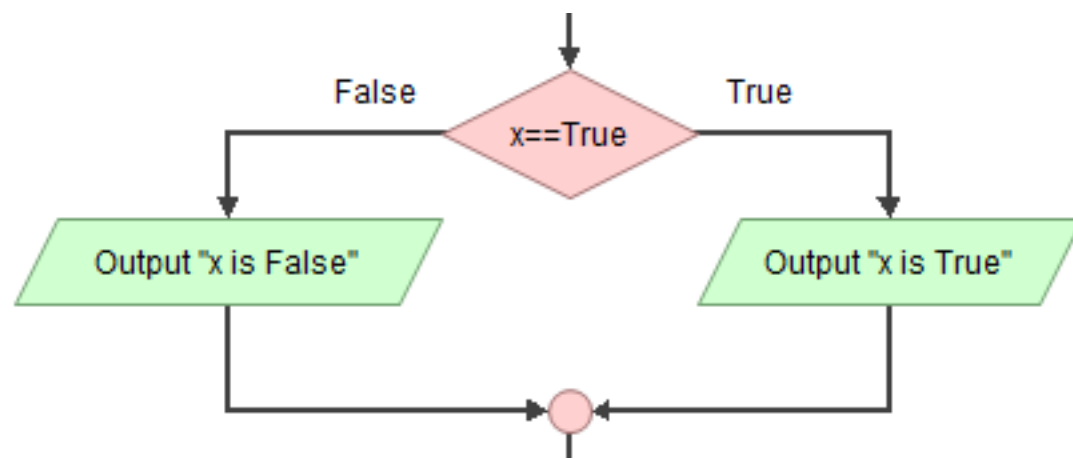 False
True
x==True
Output "x is False"
Output "x is True"